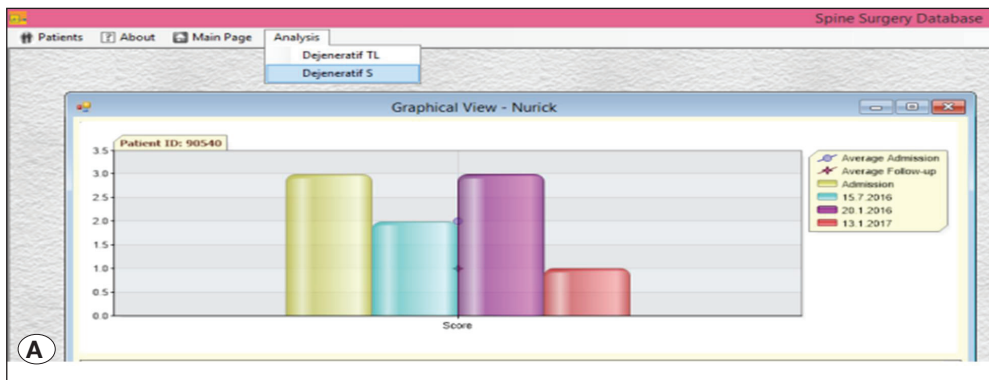 Spine Surgery Database
Patients About Main Page Analysis
Dejeneratif TL
Dejeneratif S
Graphical View - Nurick
Patient ID: 90540
3.5
3.0
2.5
2.0
1.5
1.0
0.5
0.0
Score
Average Admission
Average Follow-up
Admission
15.7.2016
20.1.2016
13.1.2017
A